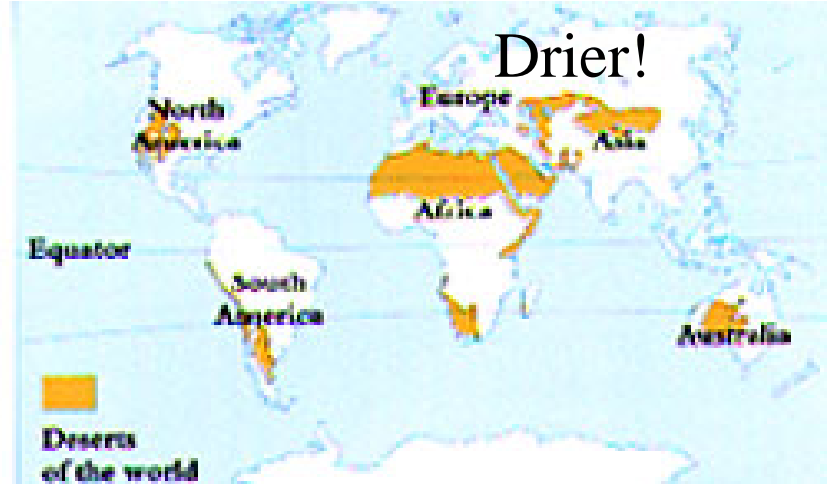 Drier!
Europe
North
America
Asia
Africa
Equator
South
America
Australia
Deserts
of the world